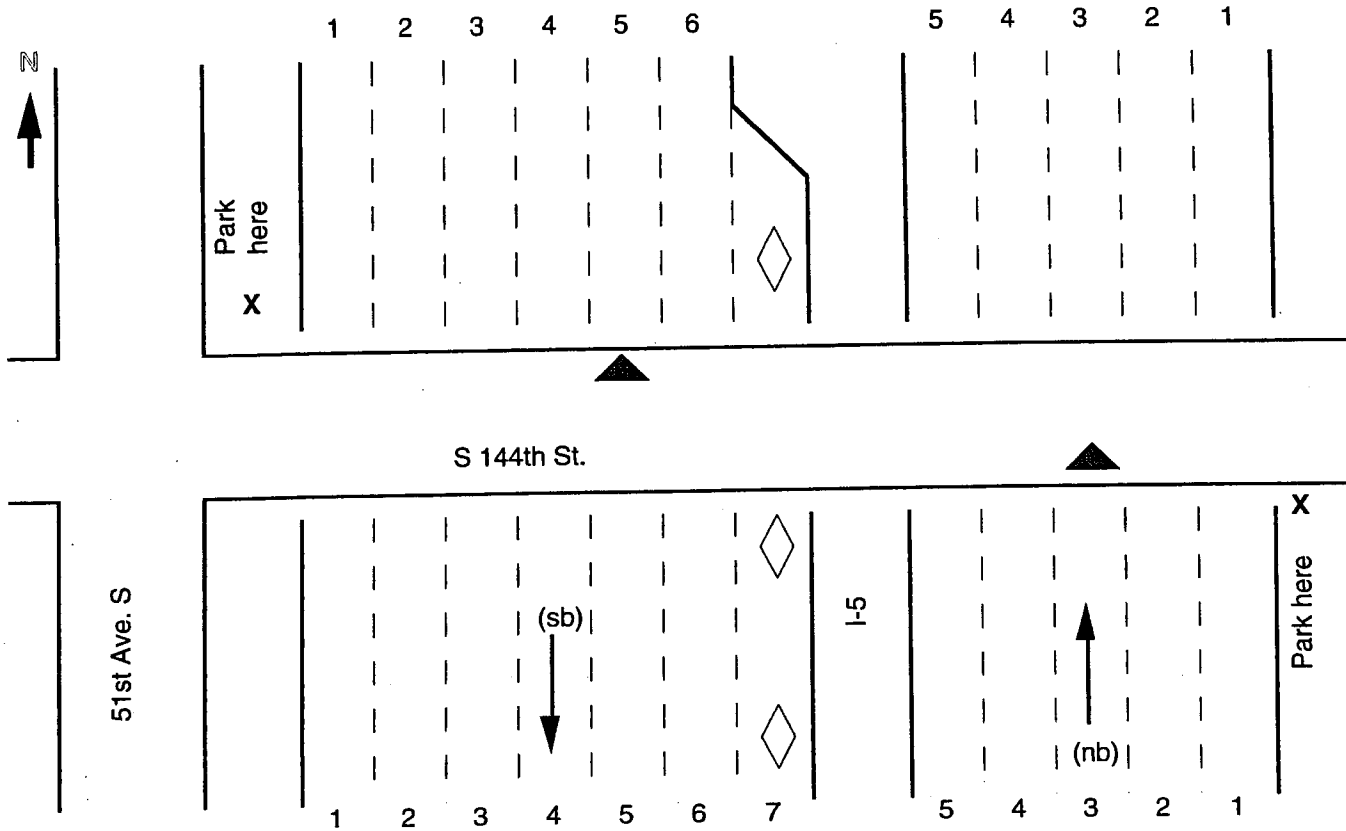 1 2 3 4 5 6 5 4 3 2 1
N
Park
here
X
S 144th St.
X
51st Ave. S
(sb)
I-5
(nb)
Park here
1 2 3 4 5 6 7 5 4 3 2 1